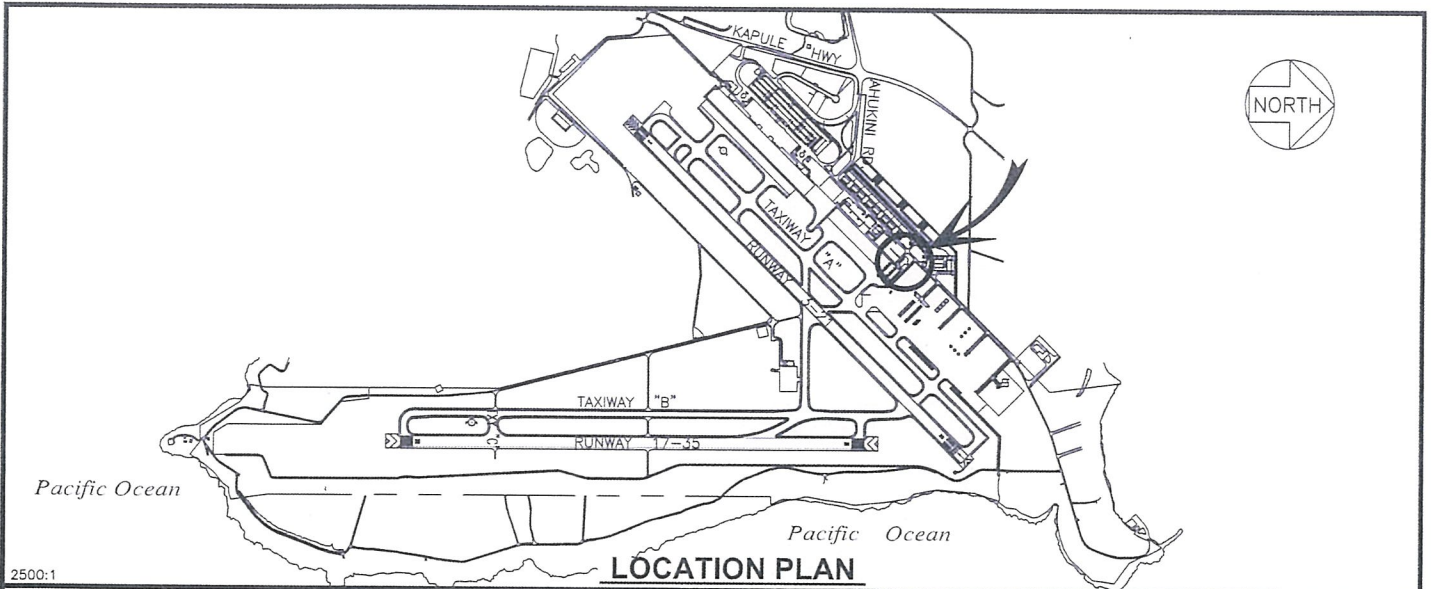 KAPULE HWY
AHUKINI RD
NORTH
TAXIWAY "A"
RUNWAY
TAXIWAY "B"
RUNWAY 17-35
Pacific Ocean
Pacific Ocean
2500:1
LOCATION PLAN